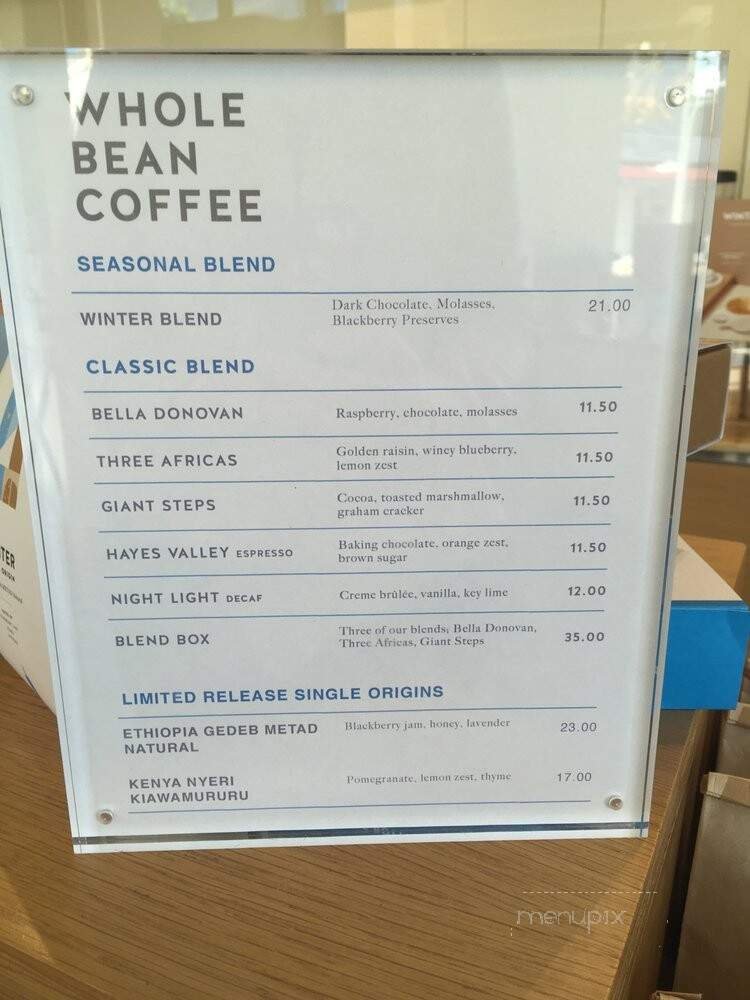 WHOLE
BEAN
COFFEE
SEASONAL BLEND
WINTER BLEND
Dark Chocolate, Molasses,
Blackberry Preserves
21.00
CLASSIC BLEND
BELLA DONOVAN
Raspberry, chocolate, molasses
11.50
THREE AFRICAS
Golden raisin, winey blueberry,
lemon zest
11.50
GIANT STEPS
Cocoa, toasted marshmallow,
graham cracker
11.50
HAYES VALLEY ESPRESSO
Baking chocolate, orange zest,
brown sugar
11.50
NIGHT LIGHT DECAF
Creme brûlée, vanilla, key lime
12.00
BLEND BOX
Three of our blends; Bella Donovan,
Three Africas, Giant Steps
35.00
LIMITED RELEASE SINGLE ORIGINS
ETHIOPIA GEDEB METAD
NATURAL
Blackberry jam, honey, lavender
23.00
KENYA NYERI
KIAWAMURURU
Pomegranate, lemon zest, thyme
17.00
ORIGIN
menupix